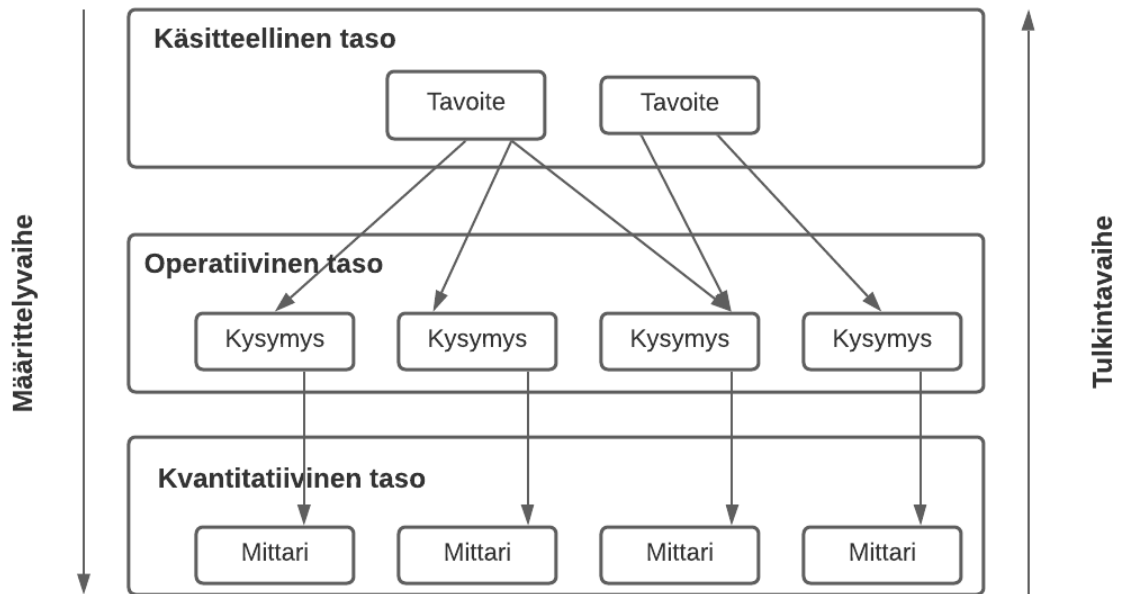 Käsitteellinen taso
Tavoite
Tavoite
Määrittelyvaihe
Tulkintavaihe
Operatiivinen taso
Kysymys
Kysymys
Kysymys
Kysymys
Kvantitatiivinen taso
Mittari
Mittari
Mittari
Mittari